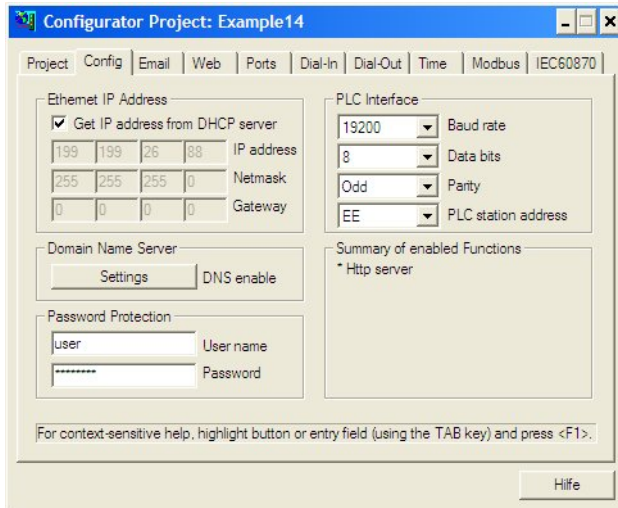 Configurator Project: Example14
Project Config Email Web Ports Dial-In Dial-Out Time Modbus IEC60870
Ethernet IP Address
Get IP address from DHCP server
199 199 26 88 IP address
255 255 255 0 Netmask
0 0 0 0 Gateway
Domain Name Server
Settings DNS enable
Password Protection
user User name
******** Password
PLC Interface
19200 Baud rate
8 Data bits
Odd Parity
EE PLC station address
Summary of enabled Functions
* Http server
For context-sensitive help, highlight button or entry field (using the TAB key) and press <F1>.
Hilfe